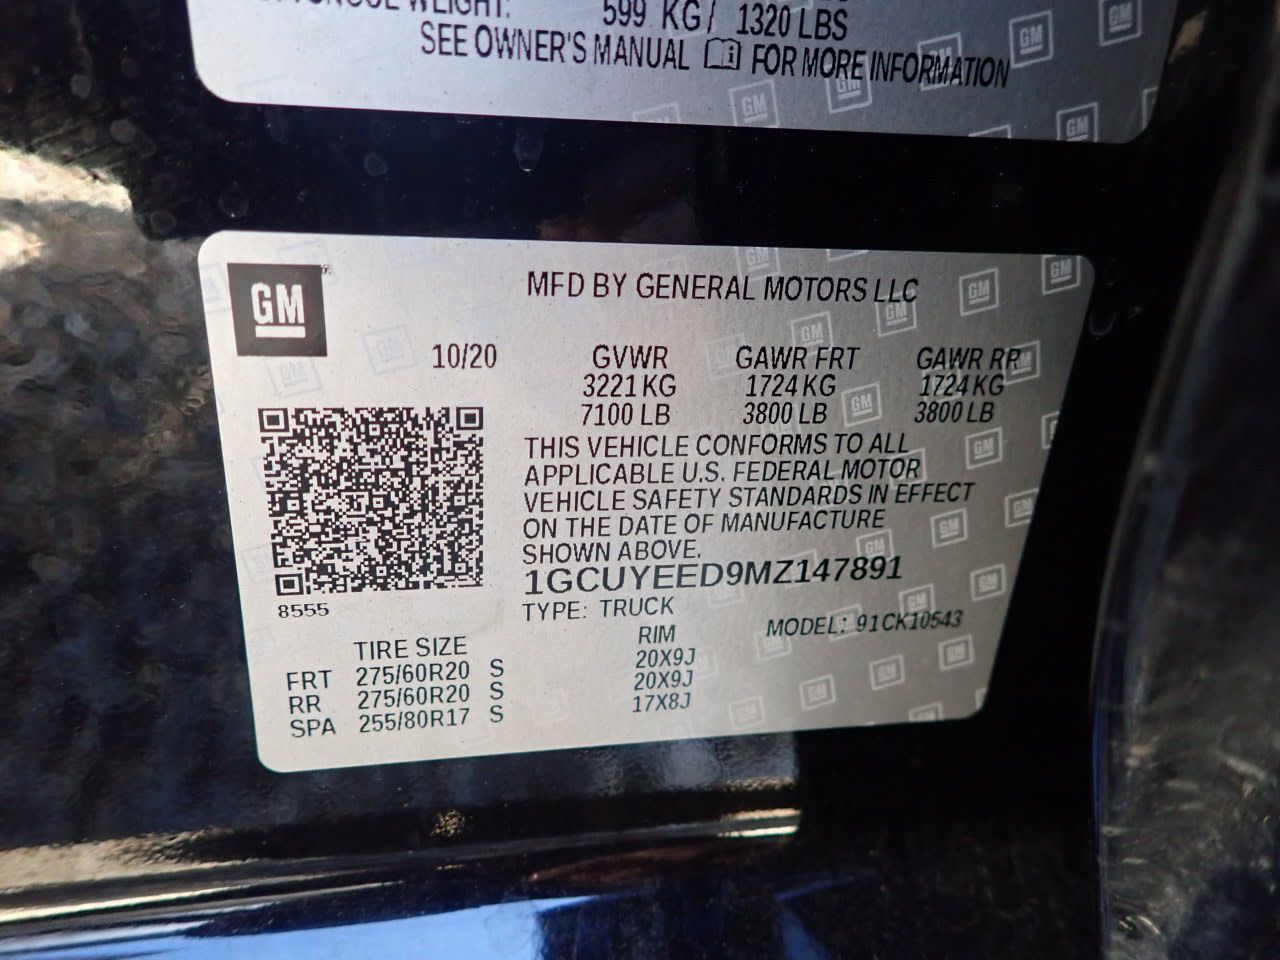 TONGUE WEIGHT: 599 KG / 1320 LBS
SEE OWNER'S MANUAL FOR MORE INFORMATION
GM
MFD BY GENERAL MOTORS LLC
10/20 GVWR GAWR FRT GAWR RR
3221 KG 1724 KG 1724 KG
7100 LB 3800 LB 3800 LB
THIS VEHICLE CONFORMS TO ALL
APPLICABLE U.S. FEDERAL MOTOR
VEHICLE SAFETY STANDARDS IN EFFECT
ON THE DATE OF MANUFACTURE
SHOWN ABOVE.
1GCUYEED9MZ147891
8555
TYPE: TRUCK MODEL: 91CK10543
TIRE SIZE RIM
FRT 275/60R20 S 20X9J
RR 275/60R20 S 20X9J
SPA 255/80R17 S 17X8J